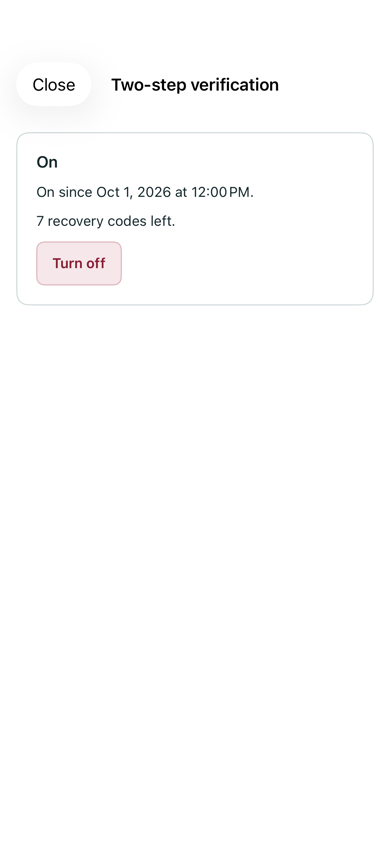 Close
Two-step verification
On
On since Oct 1, 2026 at 12:00 PM.
7 recovery codes left.
Turn off